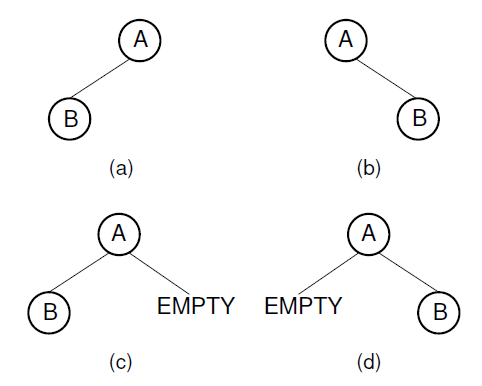 A A
B B
(a) (b)
A A
B EMPTY EMPTY B
(c) (d)